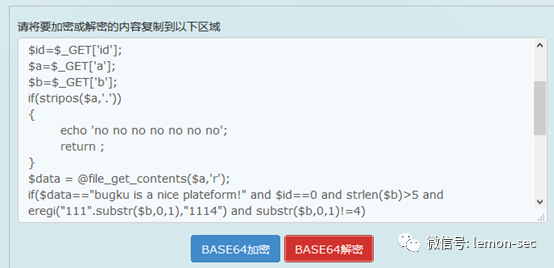 请将要加密或解密的内容复制到以下区域
$id=$_GET['id'];
$a=$_GET['a'];
$b=$_GET['b'];
if(stripos($a,'.'))
{
echo 'no no no no no no no';
return ;
}
$data = @file_get_contents($a,'r');
if($data=="bugku is a nice plateform!" and $id==0 and strlen($b)>5 and
eregi("111".substr($b,0,1),"1114") and substr($b,0,1)!=4)
BASE64加密 BASE64解密
微信号: lemon-sec